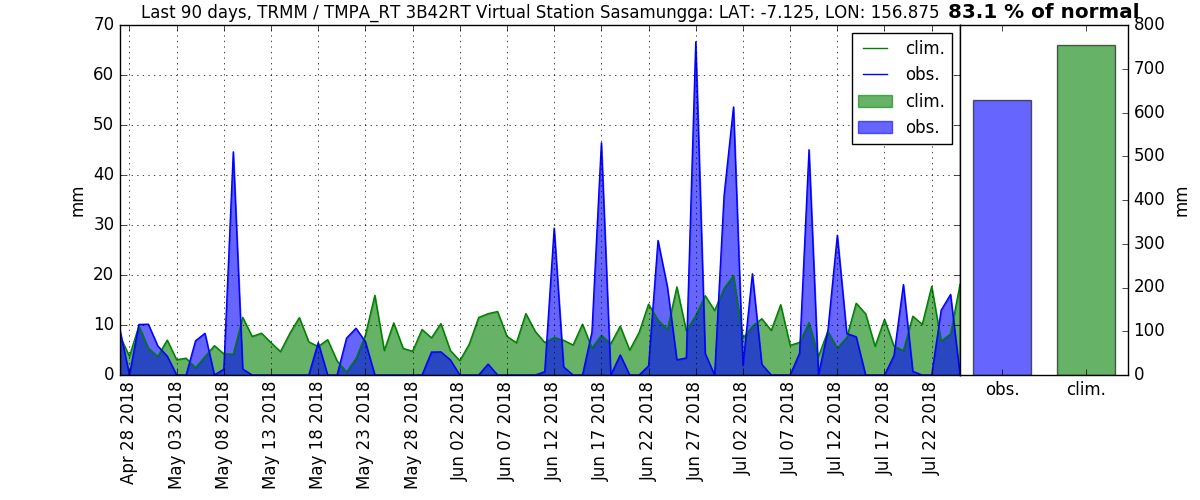 Last 90 days, TRMM / TMPA_RT 3B42RT Virtual Station Sasamungga: LAT: -7.125, LON: 156.875 83.1 % of normal
70
60
50
40
30
20
10
0
mm
clim.
obs.
clim.
obs.
Apr 28 2018
May 03 2018
May 08 2018
May 13 2018
May 18 2018
May 23 2018
May 28 2018
Jun 02 2018
Jun 07 2018
Jun 12 2018
Jun 17 2018
Jun 22 2018
Jun 27 2018
Jul 02 2018
Jul 07 2018
Jul 12 2018
Jul 17 2018
Jul 22 2018
800
700
600
500
400
300
200
100
0
mm
obs.
clim.